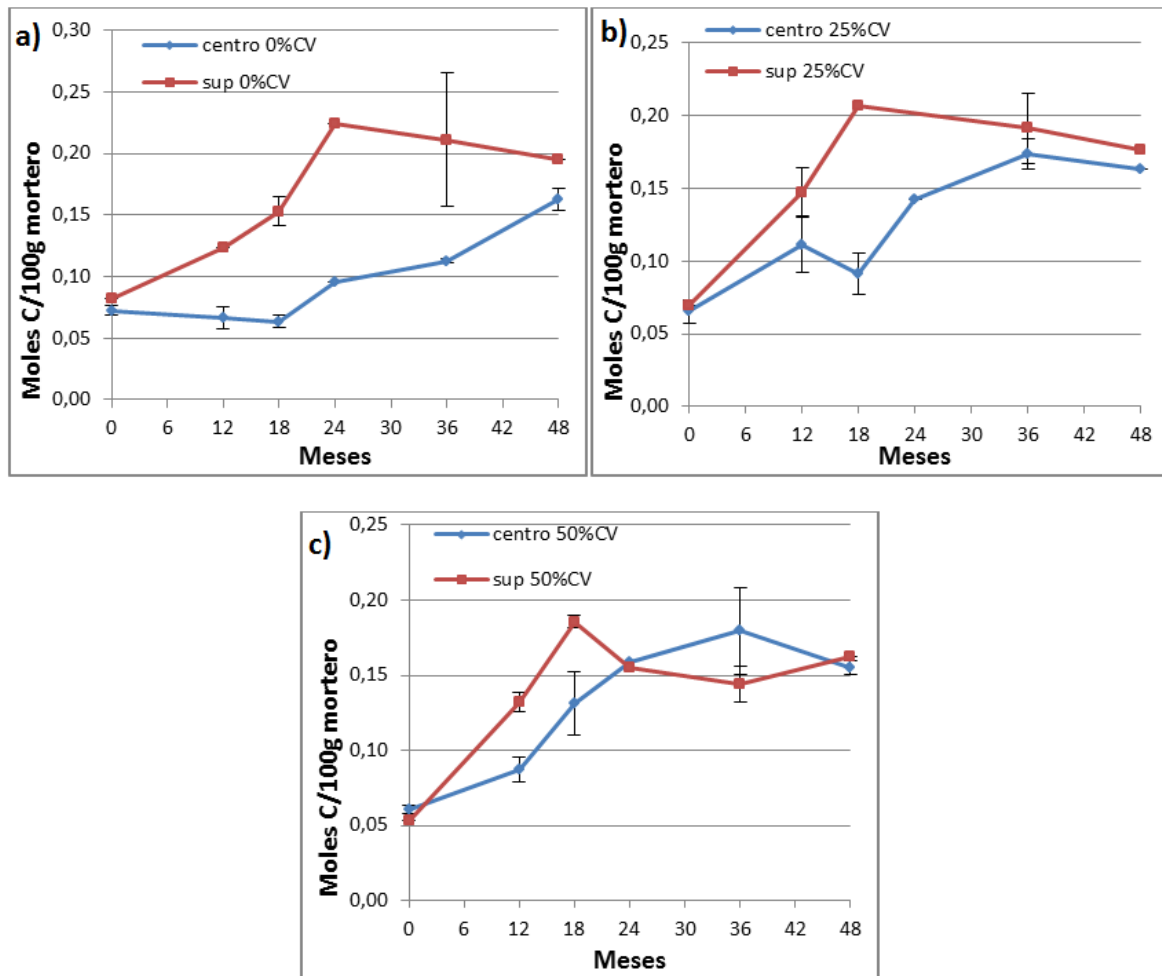 a)
centro 0%CV
sup 0%CV
Moles C/100g mortero
0,30
0,25
0,20
0,15
0,10
0,05
0,00
0 6 12 18 24 30 36 42 48
Meses
b)
centro 25%CV
sup 25%CV
Moles C/100g mortero
0,25
0,20
0,15
0,10
0,05
0,00
0 6 12 18 24 30 36 42 48
Meses
c)
centro 50%CV
sup 50%CV
Moles C/100g mortero
0,25
0,20
0,15
0,10
0,05
0,00
0 6 12 18 24 30 36 42 48
Meses